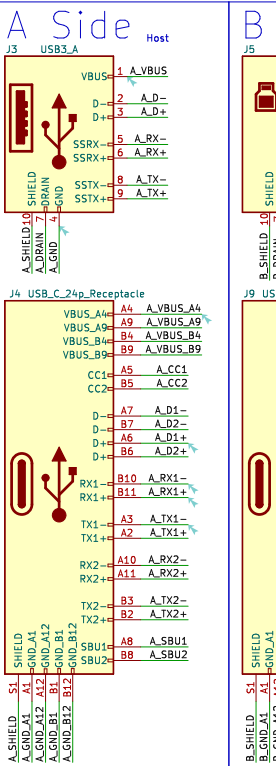 A Side
Host
B
J3 USB3_A
J5
VBUS 1 A_VBUS
D- 2 A_D-
D+ 3 A_D+
SSRX- 5 A_RX-
SSRX+ 6 A_RX+
SSTX- 8 A_TX-
SSTX+ 9 A_TX+
SHIELD DRAIN GND
SHIELD
10 7 4
10
A_SHIELD A_DRAIN A_GND
B_SHIELD
J4 USB_C_24p_Receptacle
J9 US
VBUS_A4 A4 A_VBUS_A4
VBUS_A9 A9 A_VBUS_A9
VBUS_B4 B4 A_VBUS_B4
VBUS_B9 B9 A_VBUS_B9
CC1 A5 A_CC1
CC2 B5 A_CC2
D- A7 A_D1-
D- B7 A_D2-
D+ A6 A_D1+
D+ B6 A_D2+
RX1- B10 A_RX1-
RX1+ B11 A_RX1+
TX1- A3 A_TX1-
TX1+ A2 A_TX1+
RX2- A10 A_RX2-
RX2+ A11 A_RX2+
TX2- B3 A_TX2-
TX2+ B2 A_TX2+
SBU1 A8 A_SBU1
SBU2 B8 A_SBU2
SHIELD GND_A1 GND_A12 GND_B1 GND_B12
SHIELD GND_A1
S1 A1 A12 B1 B12
S1 A1
A_SHIELD A_GND_A1 A_GND_A12 A_GND_B1 A_GND_B12
B_SHIELD B_GND_A1